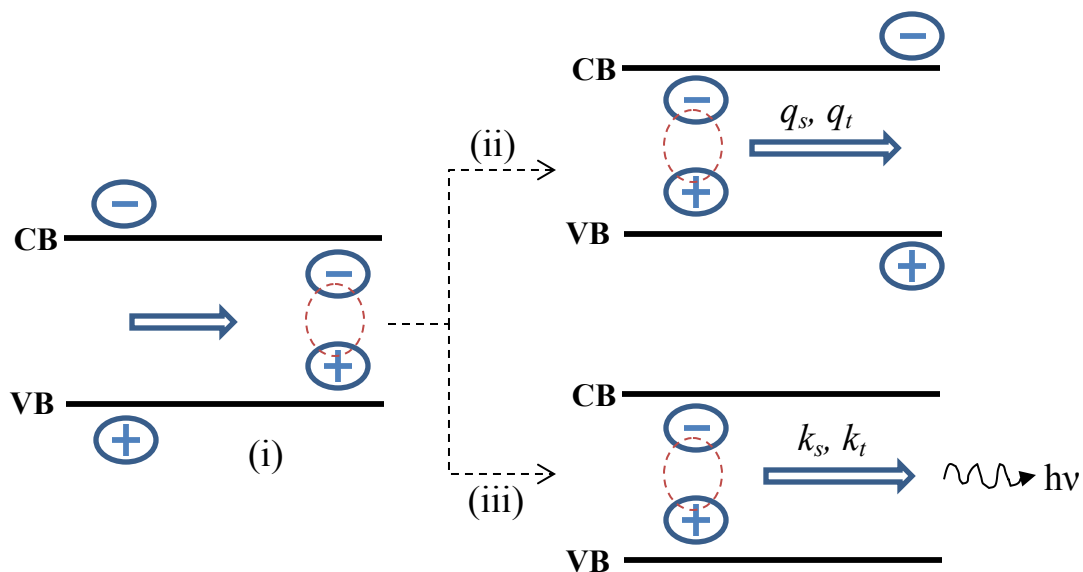 CB
VB
(i)
(ii)
CB
q_s, q_t
VB
(iii)
CB
k_s, k_t
hν
VB